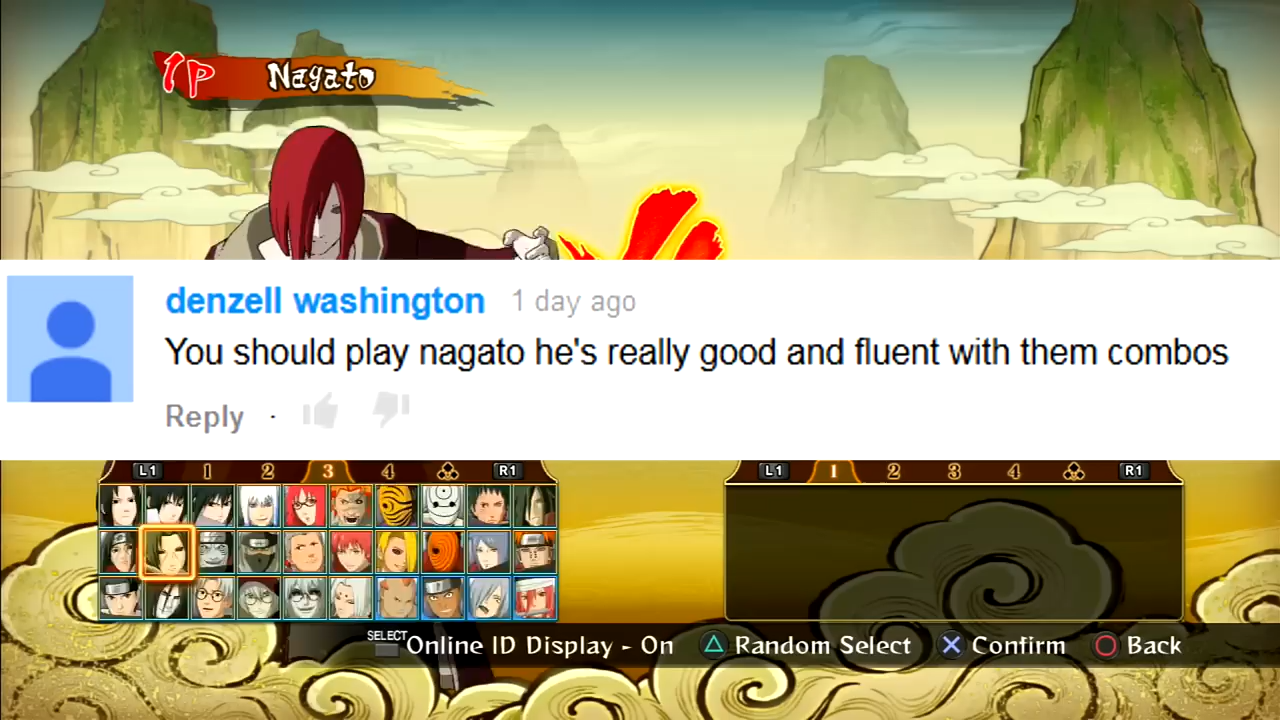 1P Nagato
denzell washington 1 day ago
You should play nagato he's really good and fluent with them combos
Reply ·
L1 1 2 3 4 R1 L1 1 2 3 4 R1
SELECT Online ID Display - On Random Select Confirm Back